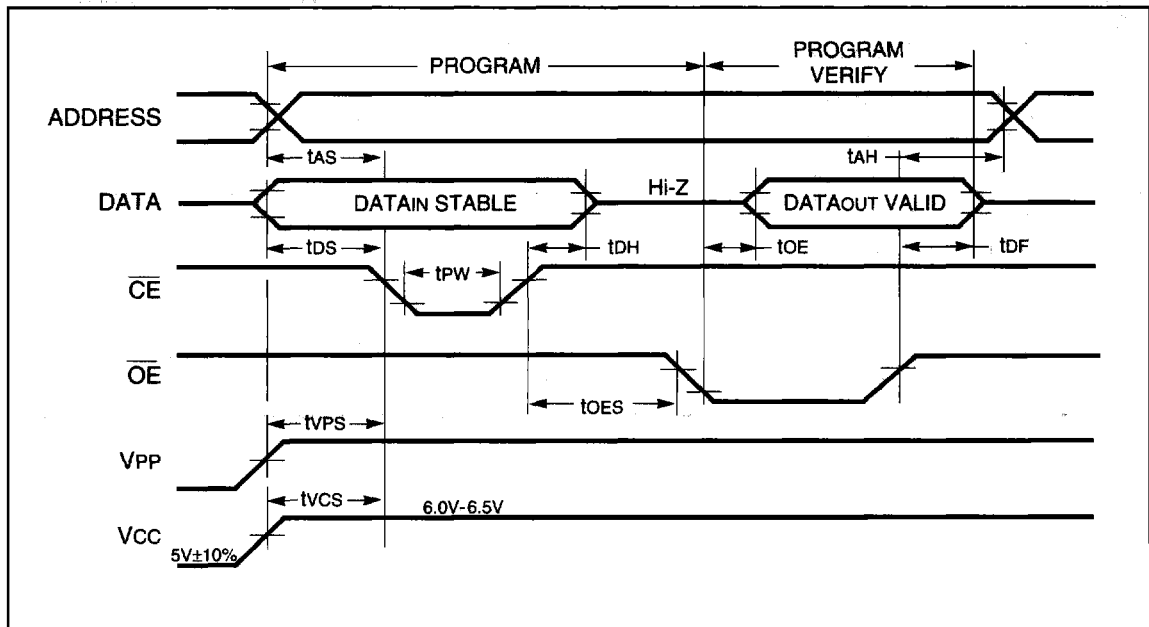 PROGRAM
PROGRAM
VERIFY
ADDRESS
tAS
tAH
DATA
DATAIN STABLE
Hi-Z
DATAOUT VALID
tDS
tDH
tOE
tDF
CE
tPW
OE
tOES
tVPS
VPP
tVCS
6.0V-6.5V
VCC
5V±10%